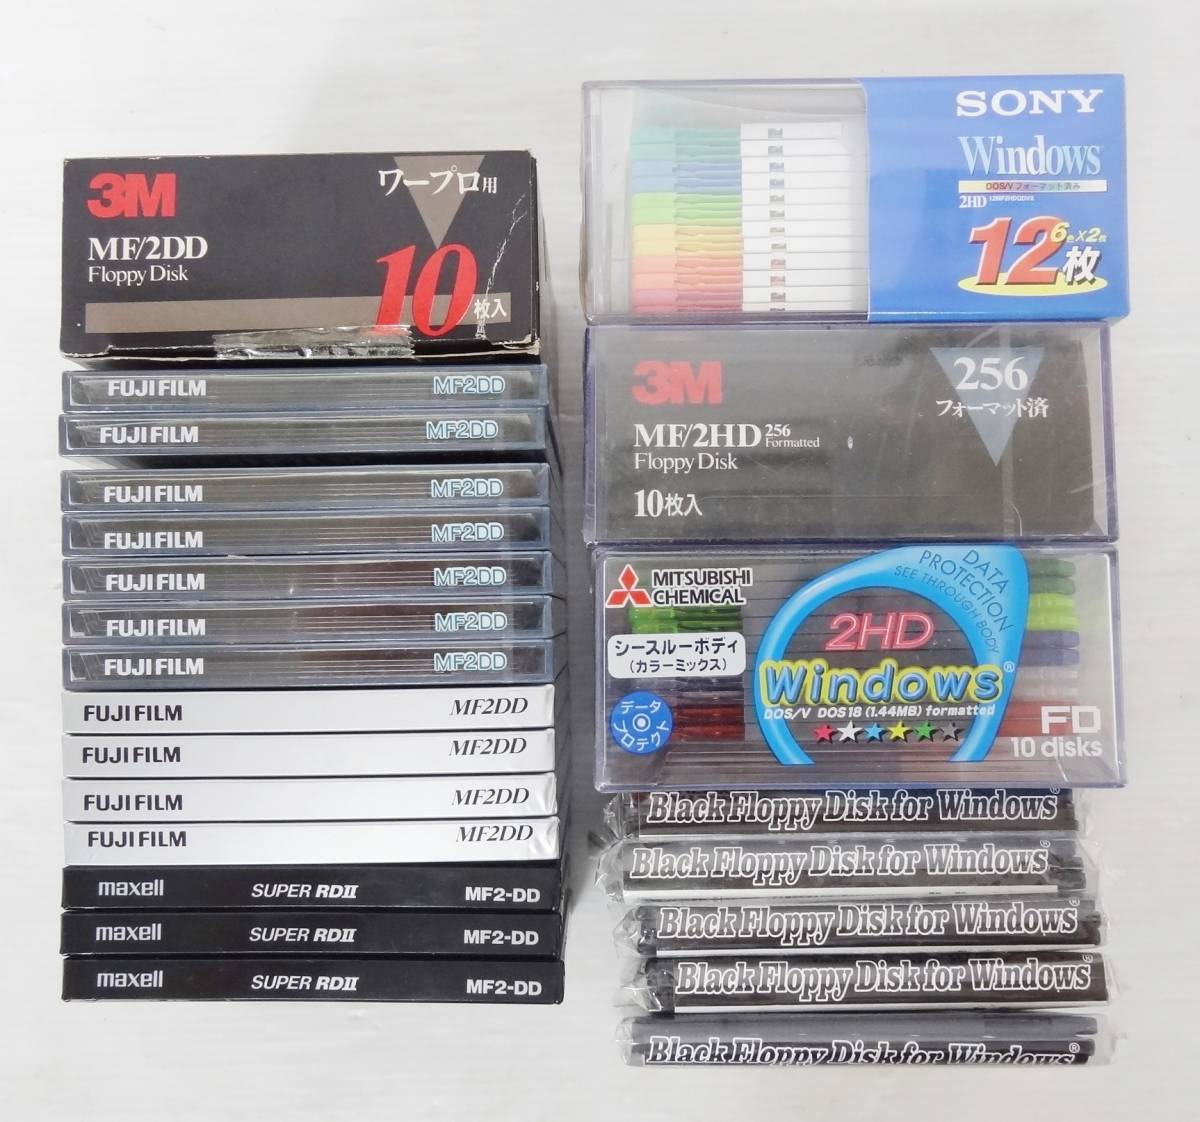 3M
ワープロ用
MF/2DD
Floppy Disk
10枚入
FUJIFILM MF2DD
FUJIFILM MF2DD
FUJIFILM MF2DD
FUJIFILM MF2DD
FUJIFILM MF2DD
FUJIFILM MF2DD
FUJIFILM MF2DD
FUJIFILM MF2DD
FUJIFILM MF2DD
FUJIFILM MF2DD
FUJIFILM MF2DD
maxell SUPER RDII MF2-DD
maxell SUPER RDII MF2-DD
maxell SUPER RDII MF2-DD
SONY
Windows
DOS/V フォーマット済み
2HD
6色×2枚
12枚
3M
256
フォーマット済
MF/2HD 256 Formatted
Floppy Disk
10枚入
MITSUBISHI
CHEMICAL
DATA
PROTECTION
SEE THROUGH BODY
シースルーボディ
(カラーミックス)
2HD
Windows®
DOS/V DOS18 (1.44MB) formatted
データ
プロテクト
FD
10 disks
Black Floppy Disk for Windows®
Black Floppy Disk for Windows®
Black Floppy Disk for Windows®
Black Floppy Disk for Windows®
Black Floppy Disk for Windows®